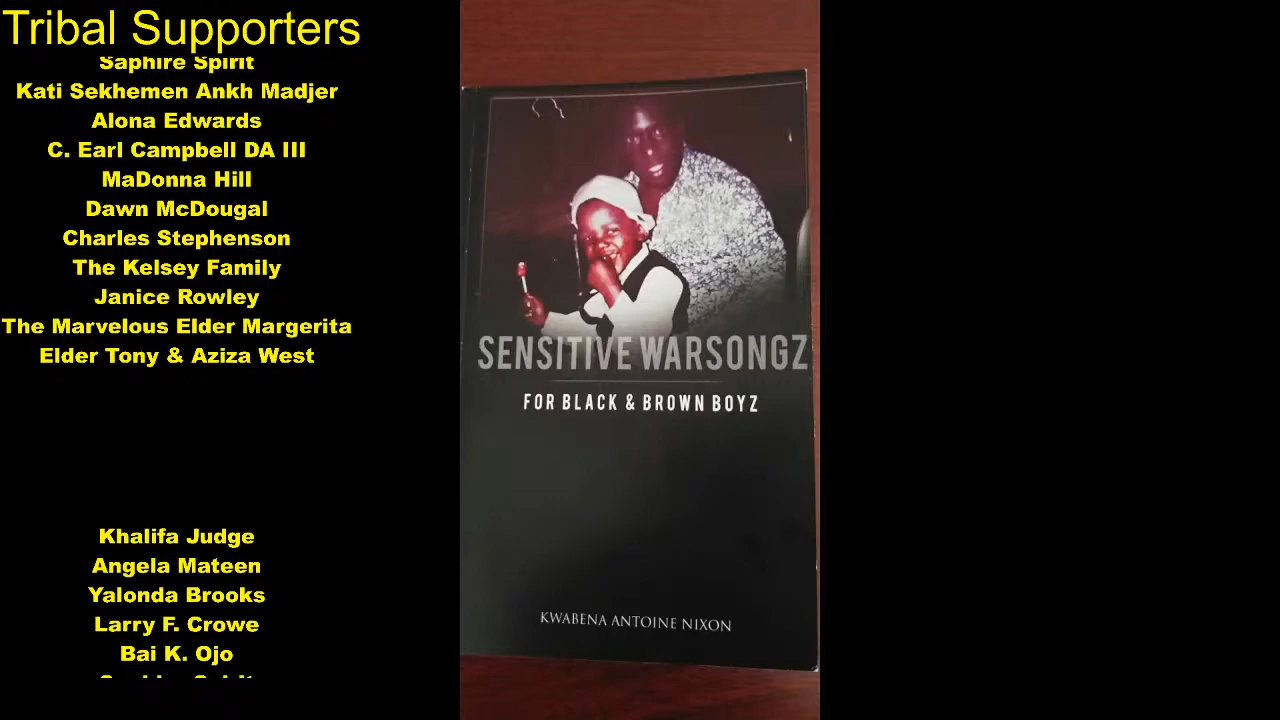 Tribal Supporters
Saphire Spirit
Kati Sekhemen Ankh Madjer
Alona Edwards
C. Earl Campbell DA III
MaDonna Hill
Dawn McDougal
Charles Stephenson
The Kelsey Family
Janice Rowley
The Marvelous Elder Margerita
Elder Tony & Aziza West
Khalifa Judge
Angela Mateen
Yalonda Brooks
Larry F. Crowe
Bai K. Ojo
SENSITIVE WARSONGZ
FOR BLACK & BROWN BOYZ
KWABENA ANTOINE NIXON